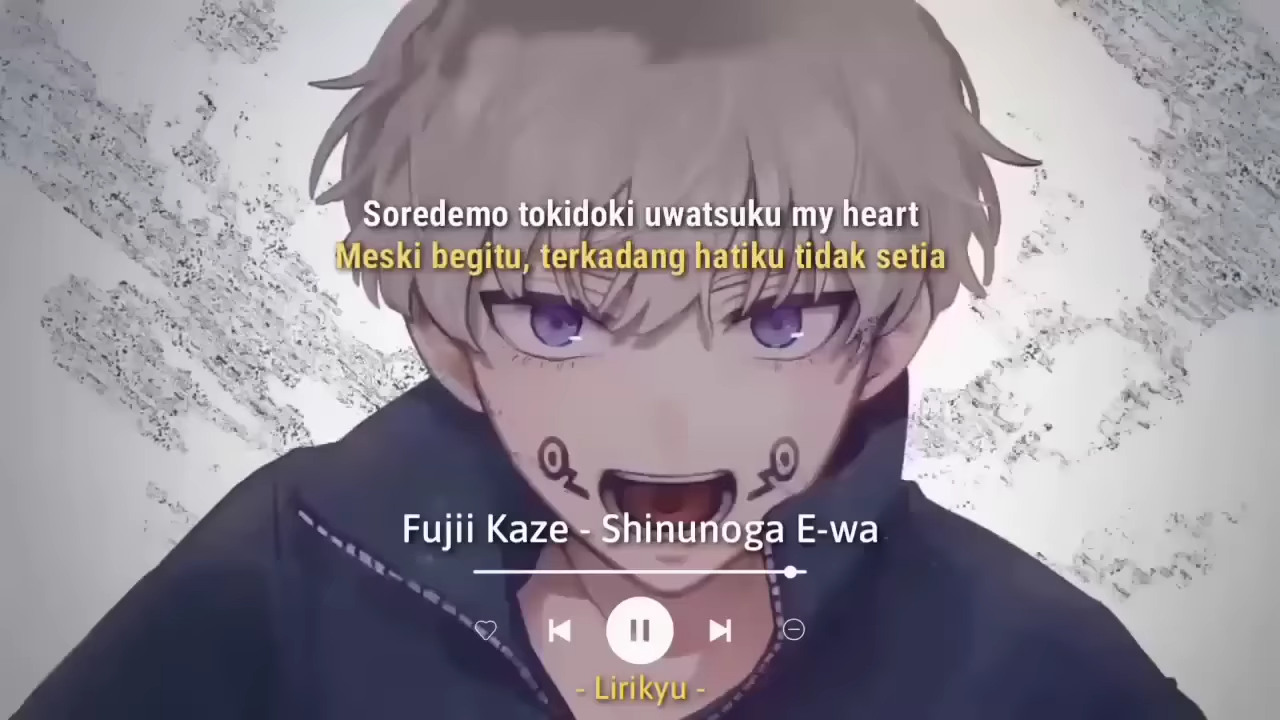 Soredemo tokidoki uwatsuku my heart
Meski begitu, terkadang hatiku tidak setia
Fujii Kaze - Shinunoga E-wa
- Lirikyu -